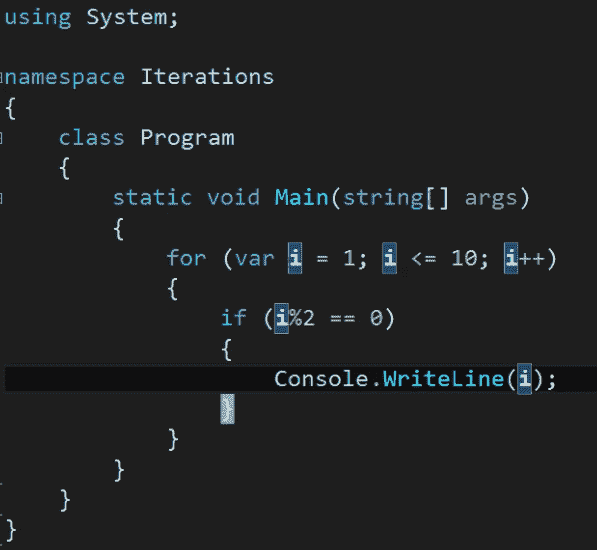 using System;
namespace Iterations
{
class Program
{
static void Main(string[] args)
{
for (var i = 1; i <= 10; i++)
{
if (i%2 == 0)
{
Console.WriteLine(i);
}
}
}
}
}